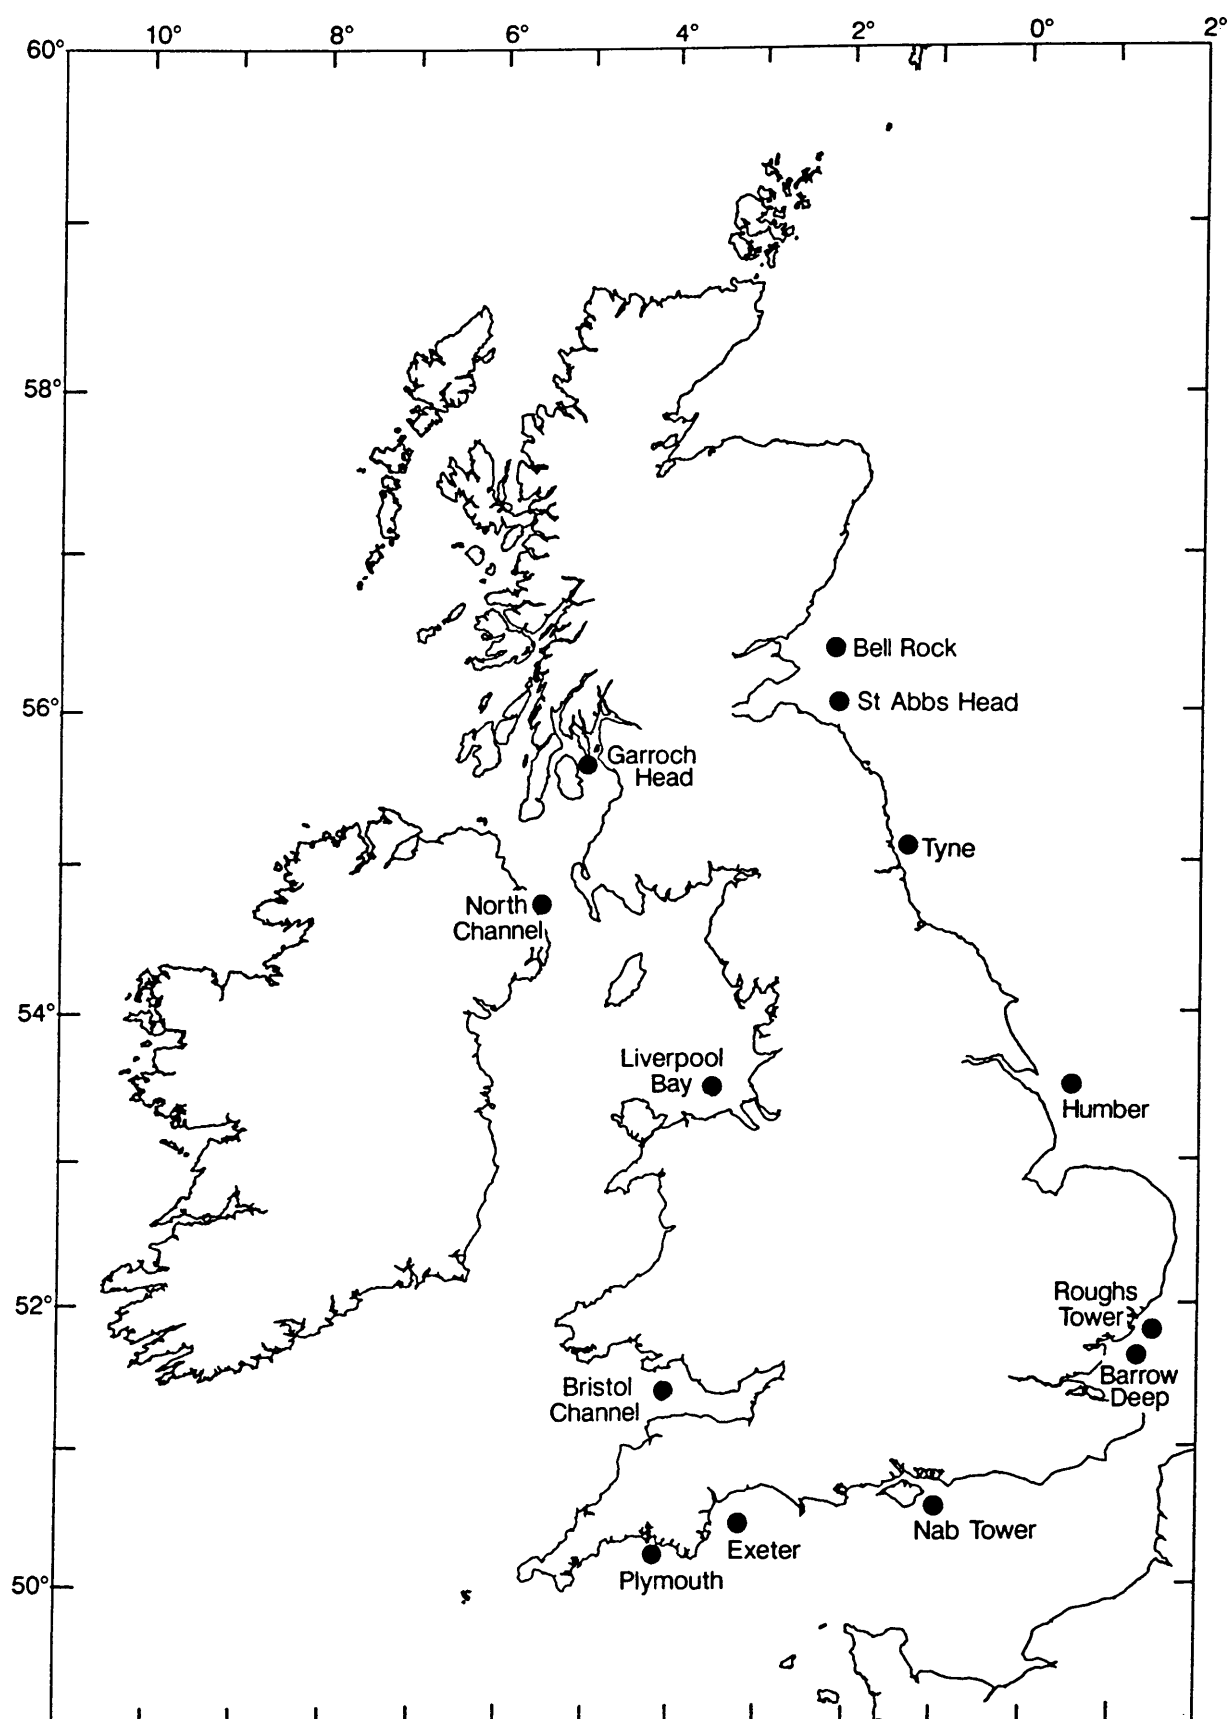 10°
8°
6°
4°
2°
0°
2°
60°
58°
Bell Rock
56°
St Abbs Head
Garroch
Head
Tyne
North
Channel
54°
Liverpool
Bay
Humber
52°
Roughs
Tower
Barrow
Deep
Bristol
Channel
Nab Tower
Exeter
50°
Plymouth